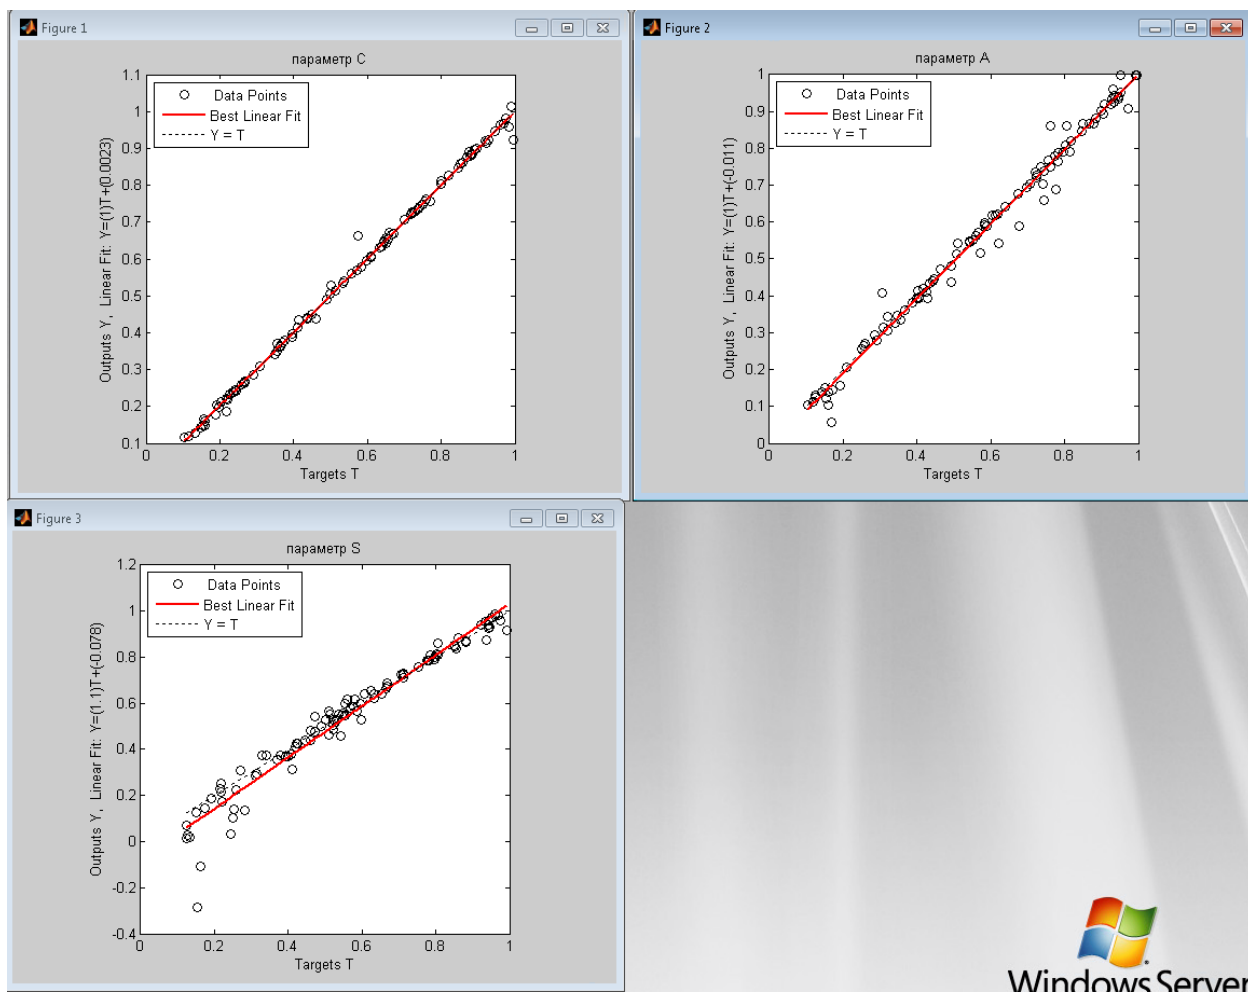 Figure 1
параметр C
1.1
1
0.9
0.8
0.7
0.6
0.5
0.4
0.3
0.2
0.1
0
0.2
0.4
0.6
0.8
1
Data Points
Best Linear Fit
Y = T
Outputs Y, Linear Fit: Y=(1)T+(0.0023)
Targets T
Figure 2
параметр A
1
0.9
0.8
0.7
0.6
0.5
0.4
0.3
0.2
0.1
0
0
0.2
0.4
0.6
0.8
1
Data Points
Best Linear Fit
Y = T
Outputs Y, Linear Fit: Y=(1)T+(-0.011)
Targets T
Figure 3
параметр S
1.2
1
0.8
0.6
0.4
0.2
0
-0.2
-0.4
0
0.2
0.4
0.6
0.8
1
Data Points
Best Linear Fit
Y = T
Outputs Y, Linear Fit: Y=(1.1)T+(-0.078)
Targets T
Windows Server